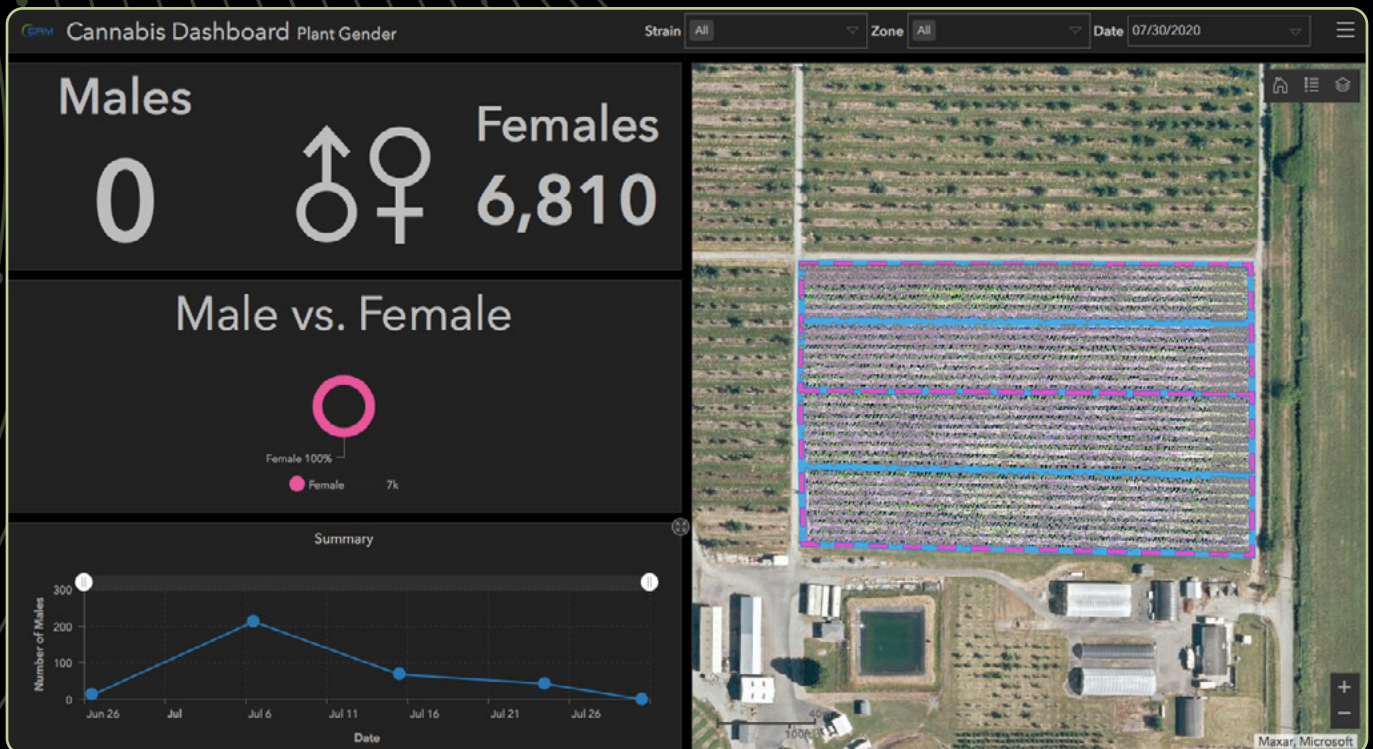 CRM Cannabis Dashboard Plant Gender
Strain All Zone All Date 07/30/2020
Males
0
Females
6,810
Male vs. Female
Female 100%
Female 7k
Summary
Number of Males
300
200
100
0
Jun 26 Jul Jul 6 Jul 11 Jul 16 Jul 21 Jul 26
Date
100ft
Maxar, Microsoft